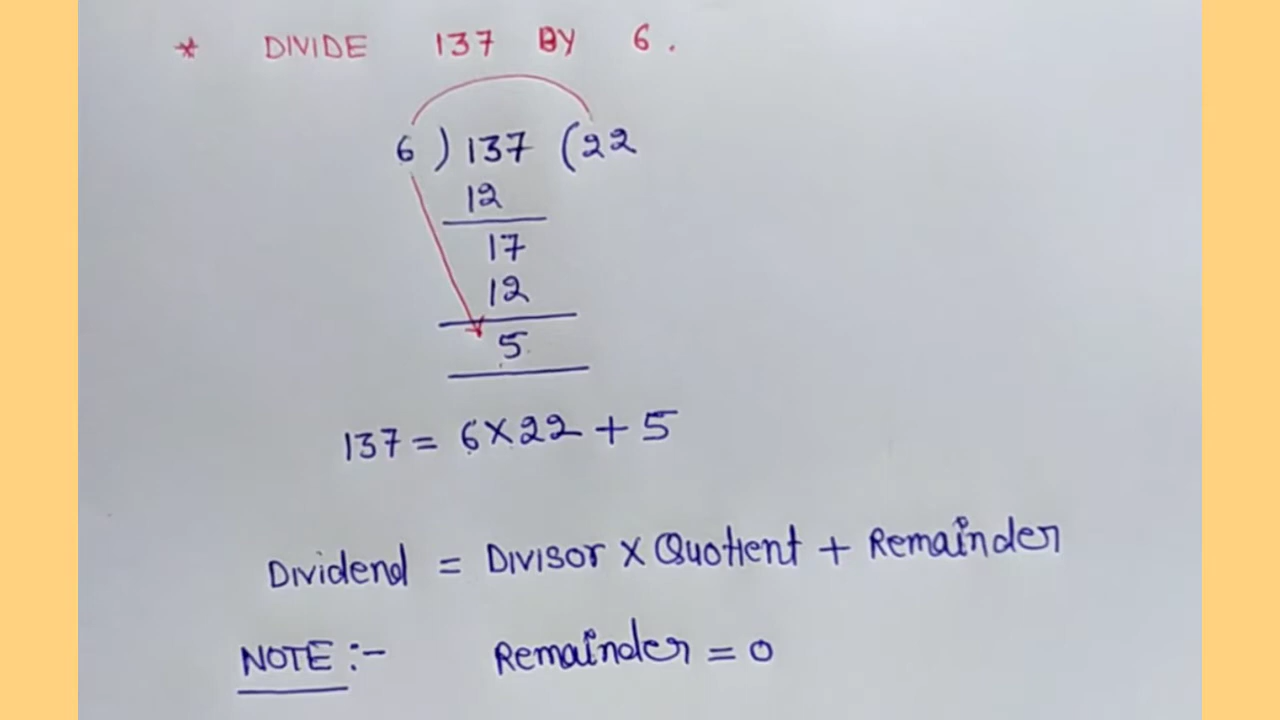 * DIVIDE 137 BY 6.
6 ) 137 ( 22
12
17
12
5
137 = 6 × 22 + 5
Dividend = Divisor × Quotient + Remainder
NOTE :- Remainder = 0